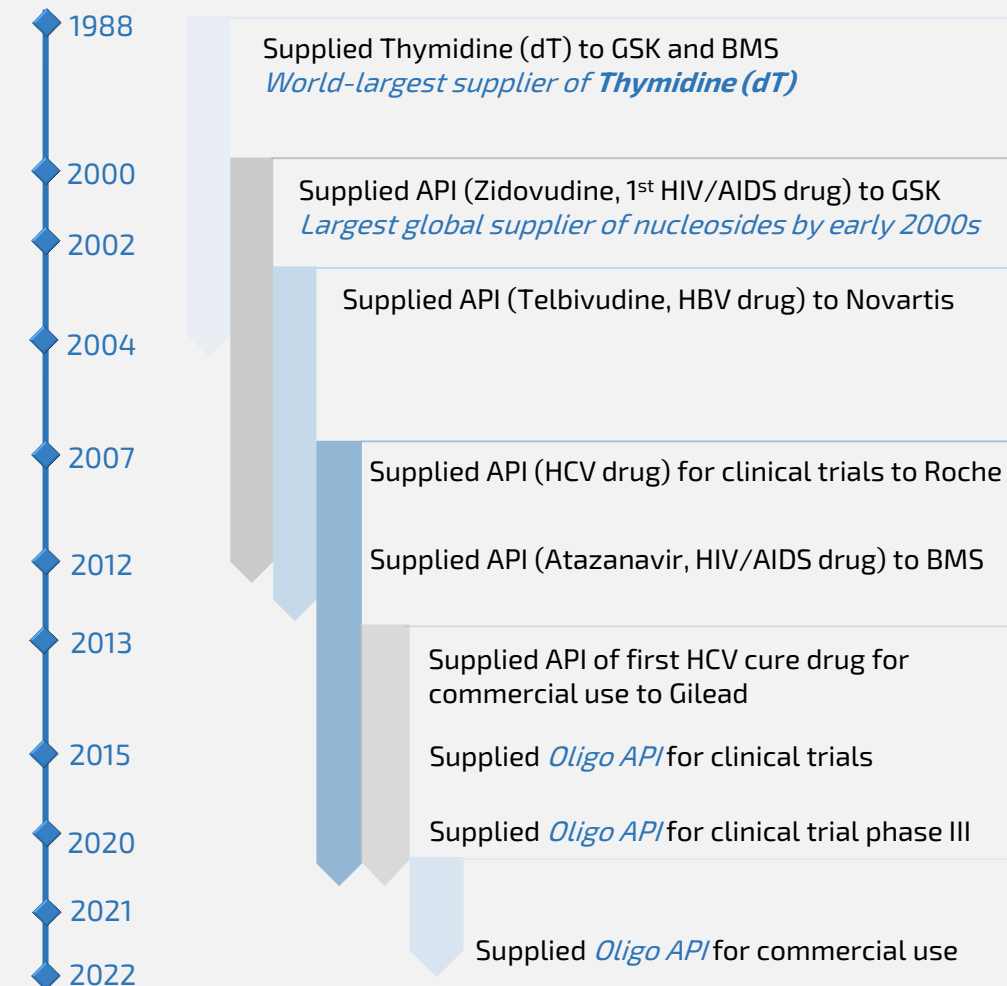 1988
Supplied Thymidine (dT) to GSK and BMS
World-largest supplier of Thymidine (dT)
2000
Supplied API (Zidovudine, 1st HIV/AIDS drug) to GSK
Largest global supplier of nucleosides by early 2000s
2002
Supplied API (Telbivudine, HBV drug) to Novartis
2004
2007
Supplied API (HCV drug) for clinical trials to Roche
2012
Supplied API (Atazanavir, HIV/AIDS drug) to BMS
2013
Supplied API of first HCV cure drug for
commercial use to Gilead
2015
Supplied Oligo API for clinical trials
2020
Supplied Oligo API for clinical trial phase III
2021
Supplied Oligo API for commercial use
2022